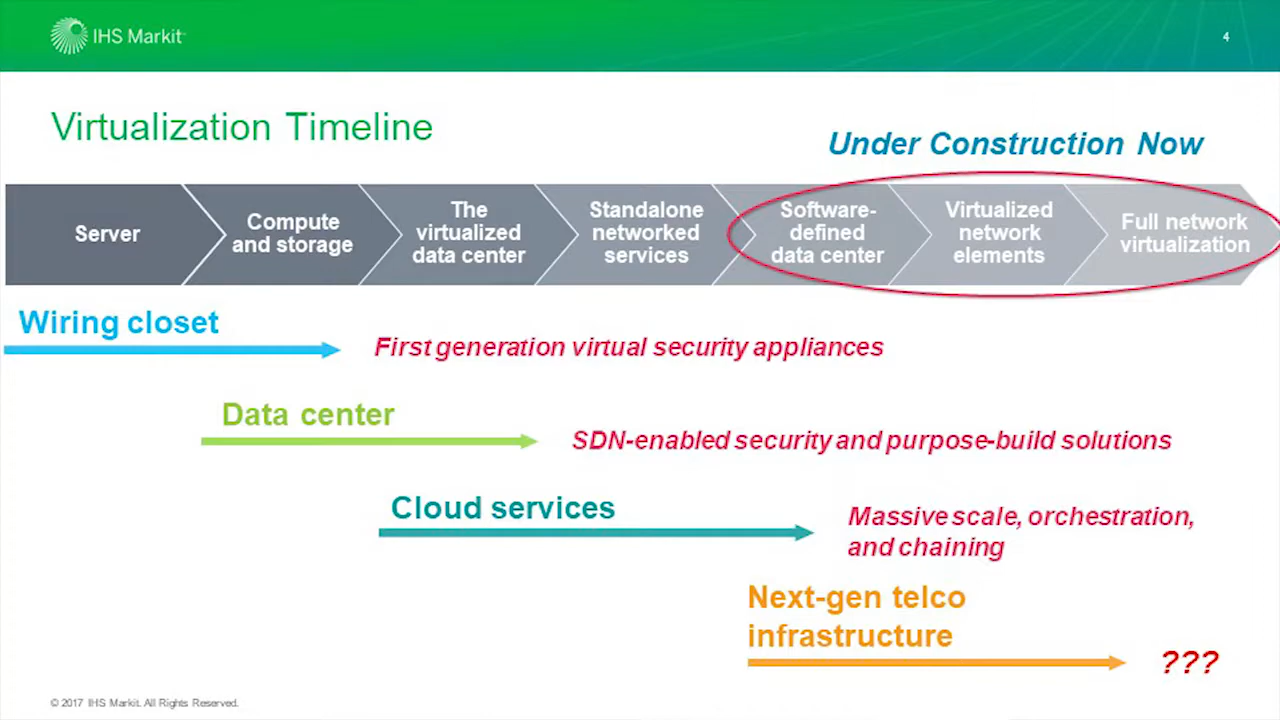 IHS Markit
4
Virtualization Timeline
Under Construction Now
Server
Compute
and storage
The
virtualized
data center
Standalone
networked
services
Software-
defined
data center
Virtualized
network
elements
Full network
virtualization
Wiring closet
First generation virtual security appliances
Data center
SDN-enabled security and purpose-build solutions
Cloud services
Massive scale, orchestration,
and chaining
Next-gen telco
infrastructure
???
© 2017 IHS Markit. All Rights Reserved.